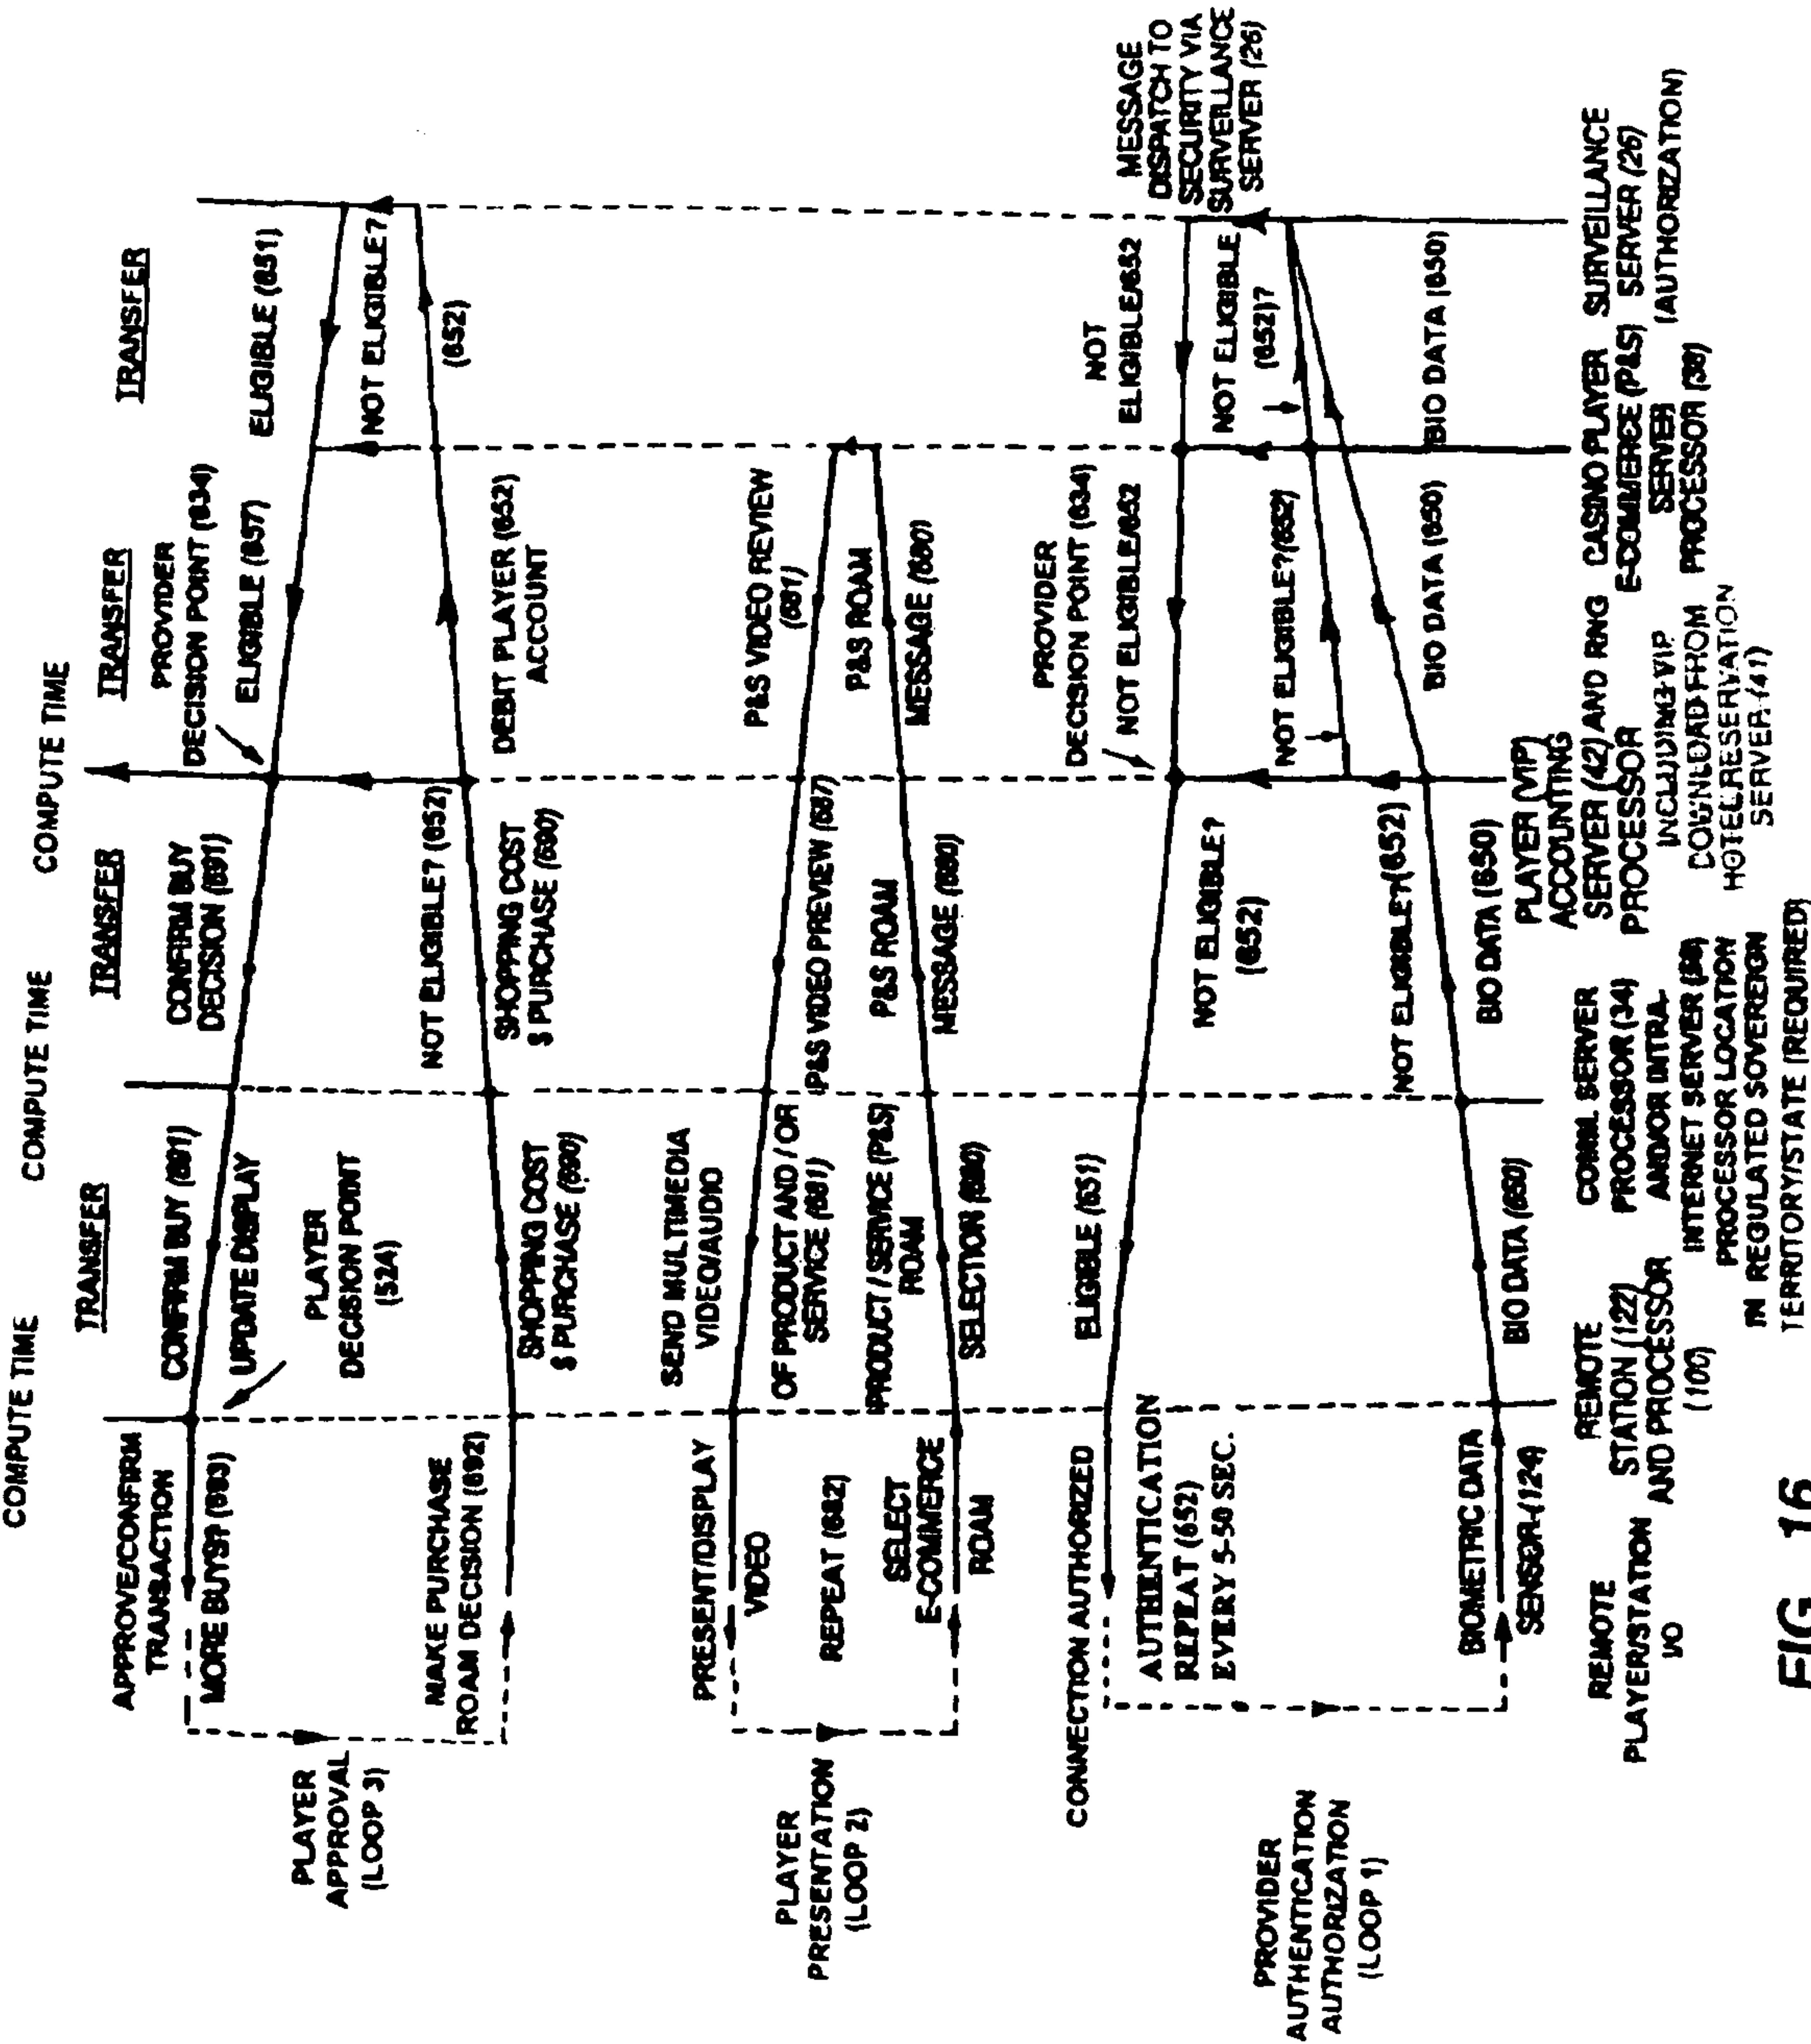 COMPUTE TIME
COMPUTE TIME
COMPUTE TIME
TRANSFER
TRANSFER
TRANSFER
TRANSFER
PLAYER
APPROVAL
(LOOP 3)
APPROVE/CONFIRM
TRANSACTION
MORE BUYS? (693)
MAKE PURCHASE
ROAM DECISION (692)
CONFIRM BUY (691)
UPDATE DISPLAY
PLAYER
DECISION POINT
(524)
SHOPPING COST
$ PURCHASE (690)
CONFIRM BUY
DECISION (691)
NOT ELIGIBLE? (652)
SHOPPING COST
$ PURCHASE (690)
PROVIDER
DECISION POINT (634)
ELIGIBLE (657)
DEBIT PLAYER (652)
ACCOUNT
ELIGIBLE (651)
NOT ELIGIBLE?
(652)
PLAYER
PRESENTATION
(LOOP 2)
PRESENT/DISPLAY
VIDEO
REPEAT (682)
SELECT
E-COMMERCE
ROAM
SEND MULTIMEDIA
VIDEO/AUDIO
OF PRODUCT AND / OR
SERVICE (681)
PRODUCT / SERVICE (P&S)
ROAM
SELECTION (680)
P&S VIDEO PREVIEW (687)
P&S ROAM
MESSAGE (680)
P&S VIDEO REVIEW
(681)
P&S ROAM
MESSAGE (680)
PROVIDER
AUTHENTICATION
AUTHORIZATION
(LOOP 1)
CONNECTION AUTHORIZED
AUTHENTICATION
REPEAT (652)
EVERY 5-50 SEC.
BIOMETRIC DATA
SENSOR (124)
ELIGIBLE (651)
BIO DATA (650)
NOT ELIGIBLE?
(652)
NOT ELIGIBLE? (652)
BIO DATA (650)
PROVIDER
DECISION POINT (634)
NOT ELIGIBLE/652
NOT ELIGIBLE? (652)
BIO DATA (650)
NOT
ELIGIBLE/652
NOT ELIGIBLE
(652)?
BIO DATA (650)
MESSAGE
DISPATCH TO
SECURITY VIA
SURVEILLANCE
SERVER (26)
REMOTE
PLAYER/STATION
I/O
REMOTE
STATION (122)
AND PROCESSOR
(100)
COMM. SERVER
PROCESSOR (34)
AND/OR INTRA.
INTERNET SERVER (36)
PROCESSOR LOCATION
IN REGULATED SOVEREIGN
TERRITORY/STATE (REQUIRED)
PLAYER (VIP)
ACCOUNTING
SERVER (42) AND RNG
PROCESSOR
INCLUDING VIP
DOWNLOAD FROM
HOTEL RESERVATION
SERVER (41)
CASINO PLAYER
E-COMMERCE (P&S)
SERVER
PROCESSOR (38)
SURVEILLANCE
SERVER (26)
(AUTHORIZATION)
FIG. 16